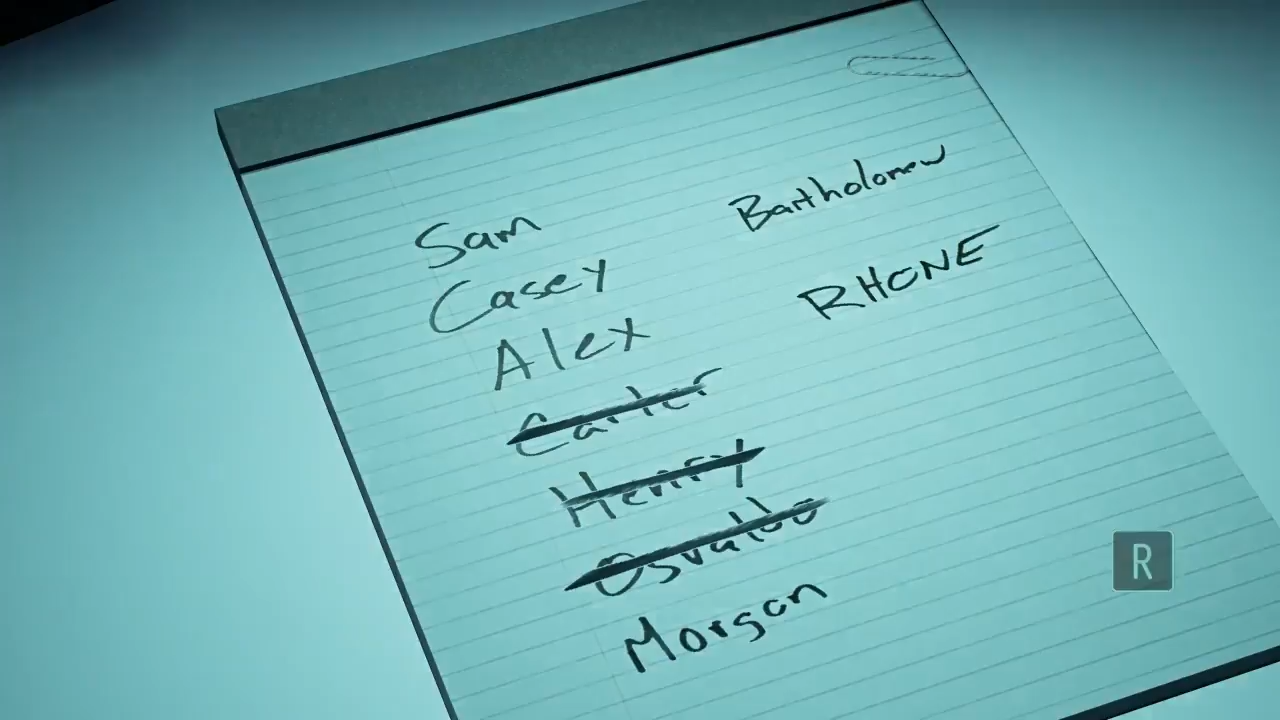 Sam
Casey
Alex
Carter
Henry
Osvaldo
Morgan
Bartholomew
RHONE
R